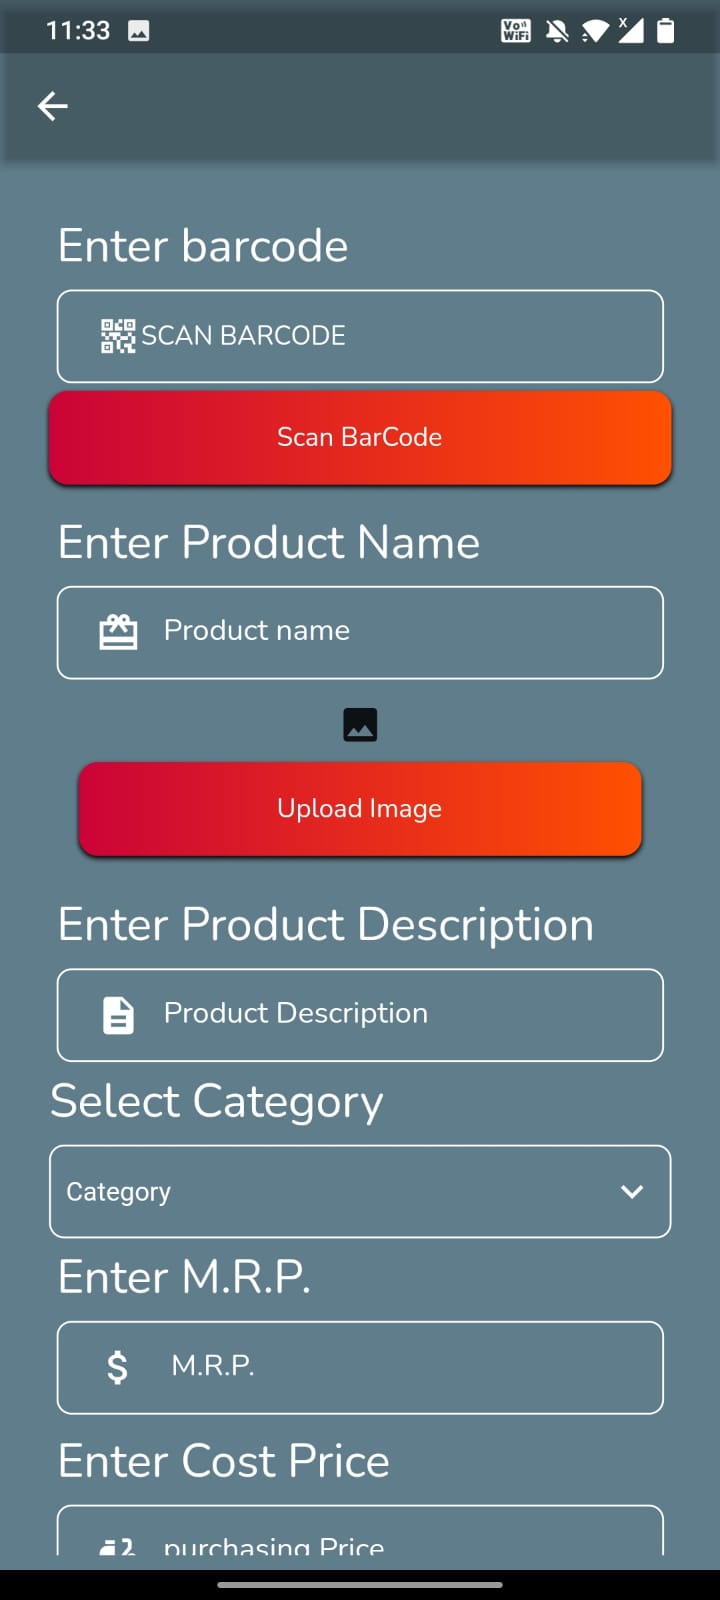 11:33
Vo WiFi
X
Enter barcode
SCAN BARCODE
Scan BarCode
Enter Product Name
Product name
Upload Image
Enter Product Description
Product Description
Select Category
Category
Enter M.R.P.
$ M.R.P.
Enter Cost Price
purchasing Price